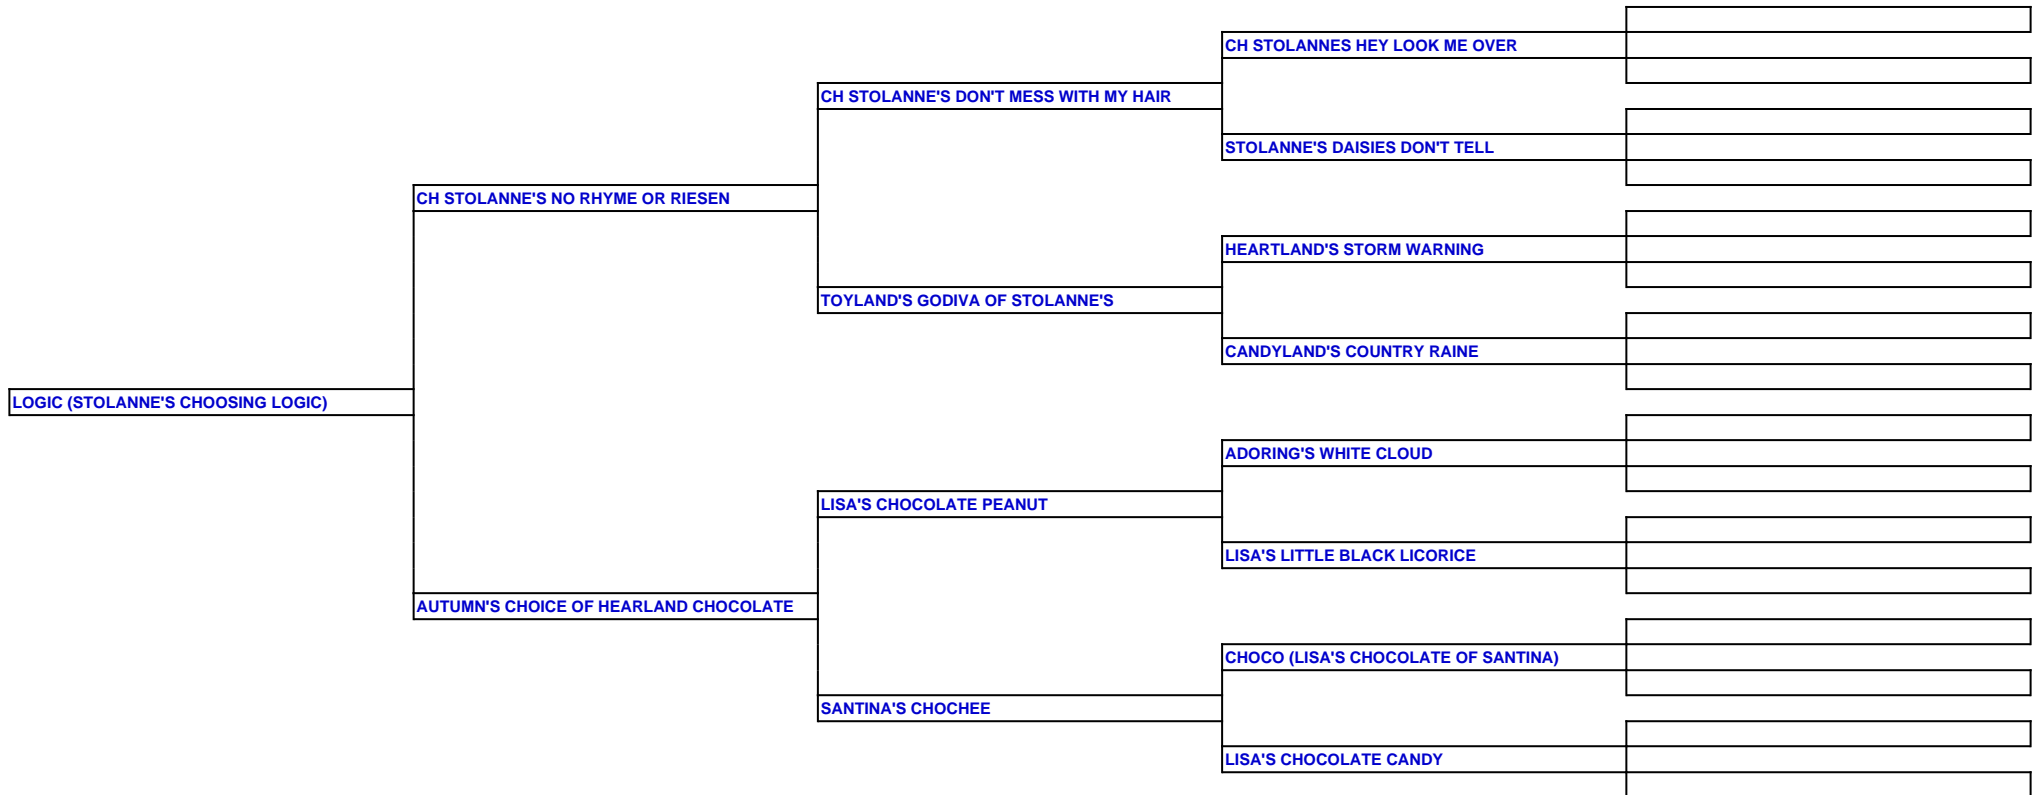 CH STOLANNES HEY LOOK ME OVER
CH STOLANNE'S DON'T MESS WITH MY HAIR
STOLANNE'S DAISIES DON'T TELL
CH STOLANNE'S NO RHYME OR RIESEN
HEARTLAND'S STORM WARNING
TOYLAND'S GODIVA OF STOLANNE'S
CANDYLAND'S COUNTRY RAINE
LOGIC (STOLANNE'S CHOOSING LOGIC)
ADORING'S WHITE CLOUD
LISA'S CHOCOLATE PEANUT
LISA'S LITTLE BLACK LICORICE
AUTUMN'S CHOICE OF HEARLAND CHOCOLATE
CHOCO (LISA'S CHOCOLATE OF SANTINA)
SANTINA'S CHOCHEE
LISA'S CHOCOLATE CANDY